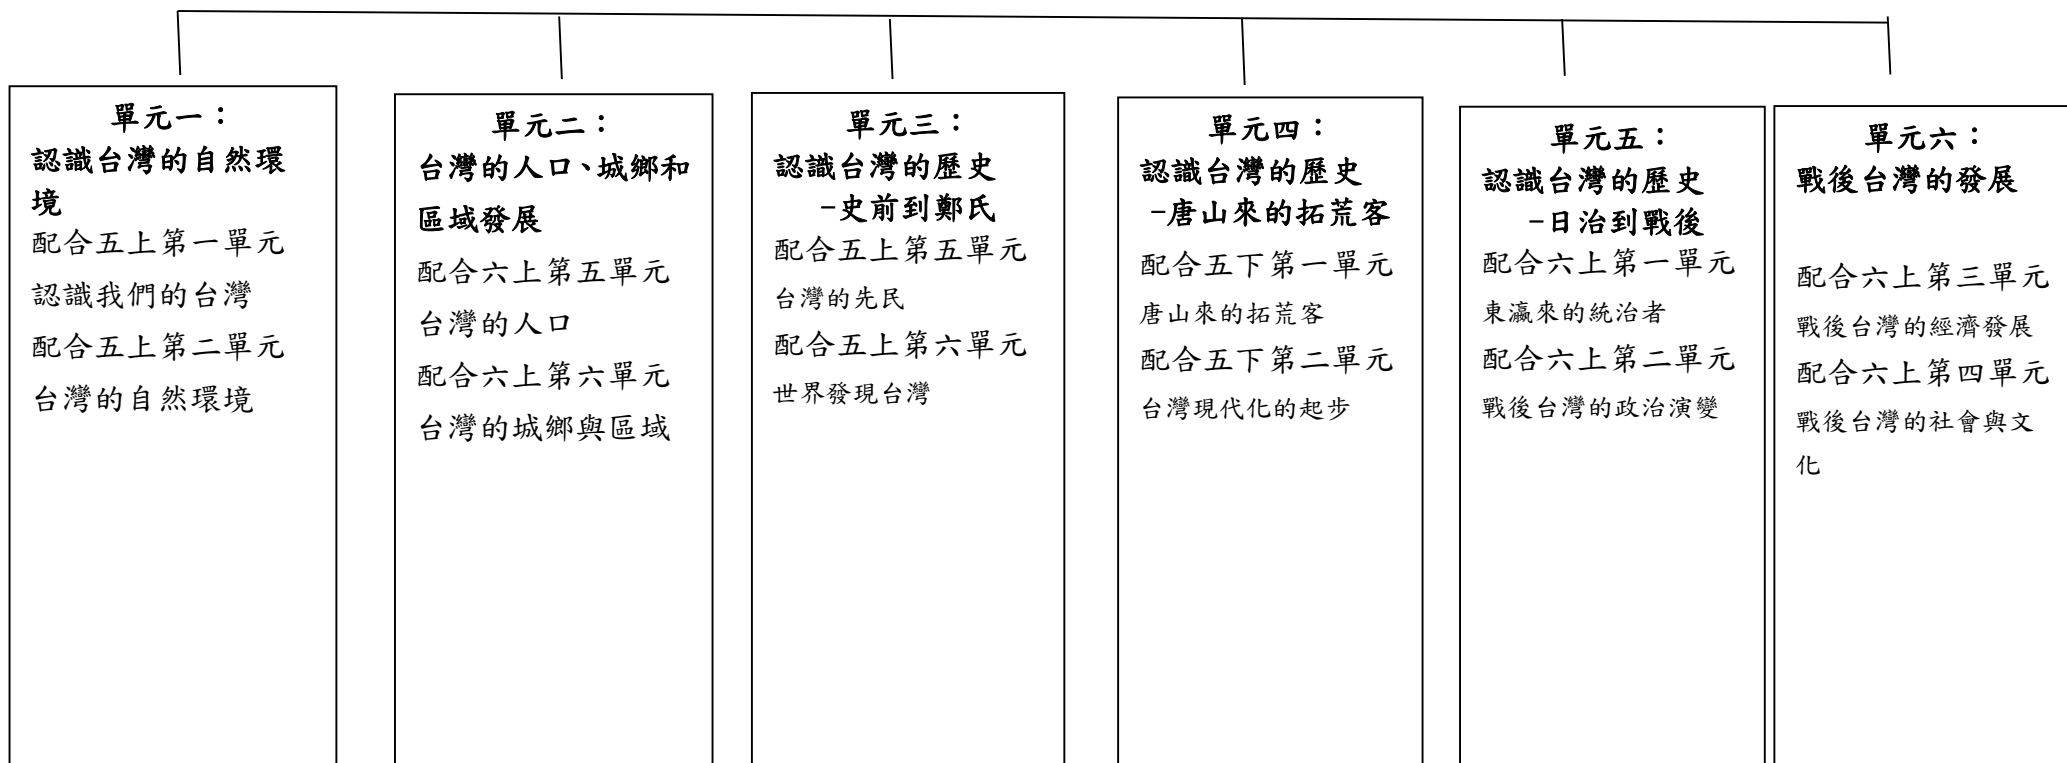 單元一：
認識台灣的自然環
境
配合五上第一單元
認識我們的台灣
配合五上第二單元
台灣的自然環境
單元二：
台灣的人口、城鄉和
區域發展
配合六上第五單元
台灣的人口
配合六上第六單元
台灣的城鄉與區域
單元三：
認識台灣的歷史
-史前到鄭氏
配合五上第五單元
台灣的先民
配合五上第六單元
世界發現台灣
單元四：
認識台灣的歷史
-唐山來的拓荒客
配合五下第一單元
唐山來的拓荒客
配合五下第二單元
台灣現代化的起步
單元五：
認識台灣的歷史
-日治到戰後
配合六上第一單元
東瀛來的統治者
配合六上第二單元
戰後台灣的政治演變
單元六：
戰後台灣的發展
配合六上第三單元
戰後台灣的經濟發展
配合六上第四單元
戰後台灣的社會與文
化